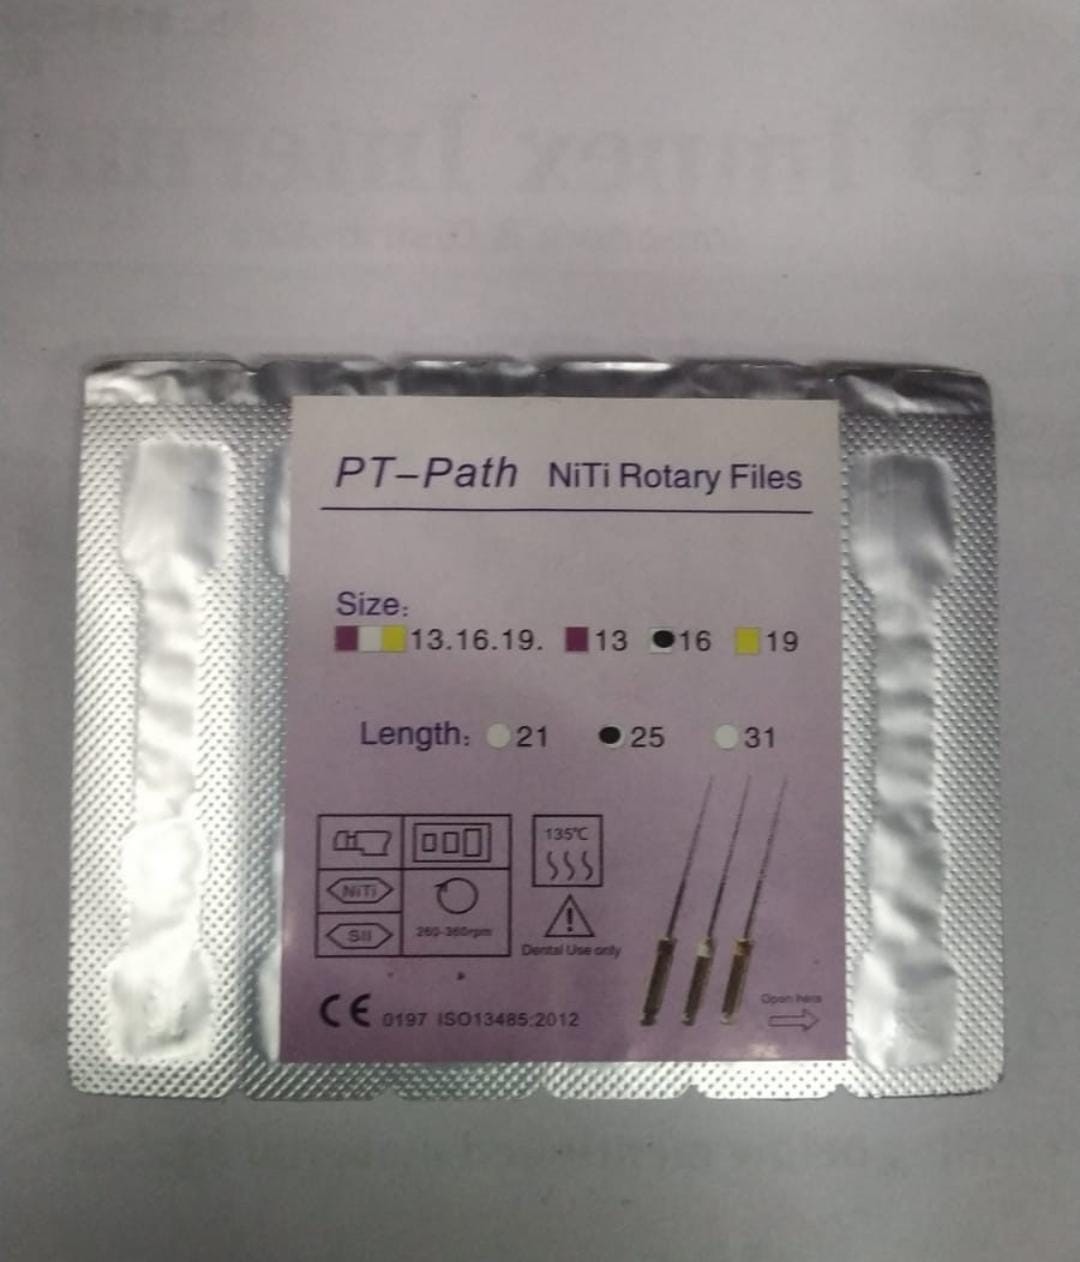 PT-Path NiTi Rotary Files
Size:
13.16.19. 13 16 19
Length: 21 25 31
135℃
NiTi
SII
260-360rpm
Dental Use only
Open here
CE 0197 ISO13485:2012